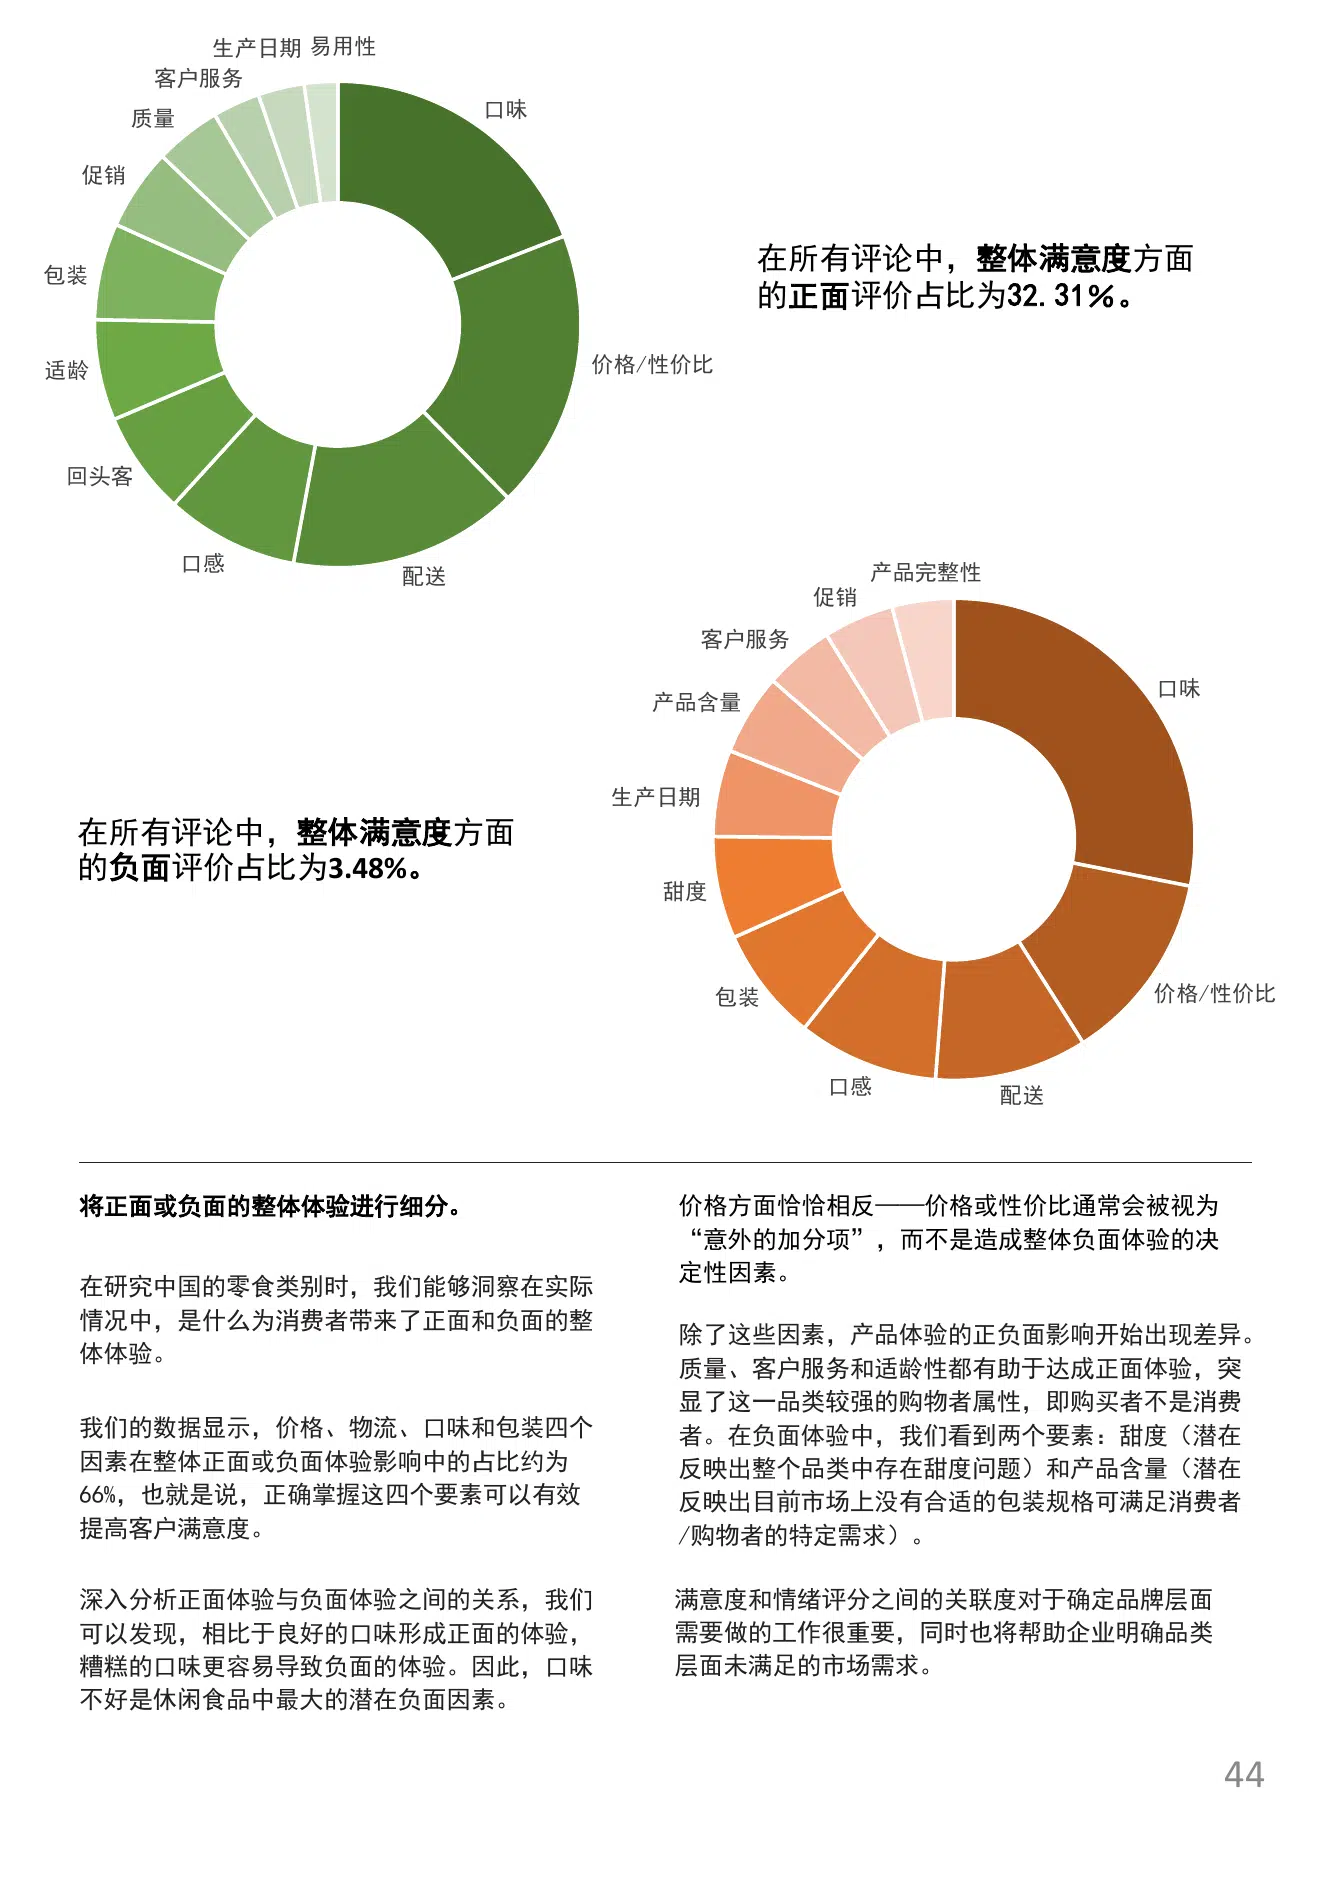 生产日期 易用性
客户服务
口味
质量
促销
包装
价格/性价比
适龄
回头客
口感
配送
在所有评论中，整体满意度方面
的正面评价占比为32.31%。
产品完整性
促销
客户服务
口味
产品含量
生产日期
甜度
价格/性价比
包装
口感
配送
在所有评论中，整体满意度方面
的负面评价占比为3.48%。
将正面或负面的整体体验进行细分。
在研究中国的零食类别时，我们能够洞察在实际
情况中，是什么为消费者带来了正面和负面的整
体体验。
我们的数据显示，价格、物流、口味和包装四个
因素在整体正面或负面体验影响中的占比约为
66%，也就是说，正确掌握这四个要素可以有效
提高客户满意度。
深入分析正面体验与负面体验之间的关系，我们
可以发现，相比于良好的口味形成正面的体验，
糟糕的口味更容易导致负面的体验。因此，口味
不好是休闲食品中最大的潜在负面因素。
价格方面恰恰相反——价格或性价比通常会被视为
“意外的加分项”，而不是造成整体负面体验的决
定性因素。
除了这些因素，产品体验的正负面影响开始出现差异。
质量、客户服务和适龄性都有助于达成正面体验，突
显了这一品类较强的购物者属性，即购买者不是消费
者。在负面体验中，我们看到两个要素：甜度（潜在
反映出整个品类中存在甜度问题）和产品含量（潜在
反映出目前市场上没有合适的包装规格可满足消费者
/购物者的特定需求）。
满意度和情绪评分之间的关联度对于确定品牌层面
需要做的工作很重要，同时也将帮助企业明确品类
层面未满足的市场需求。
44